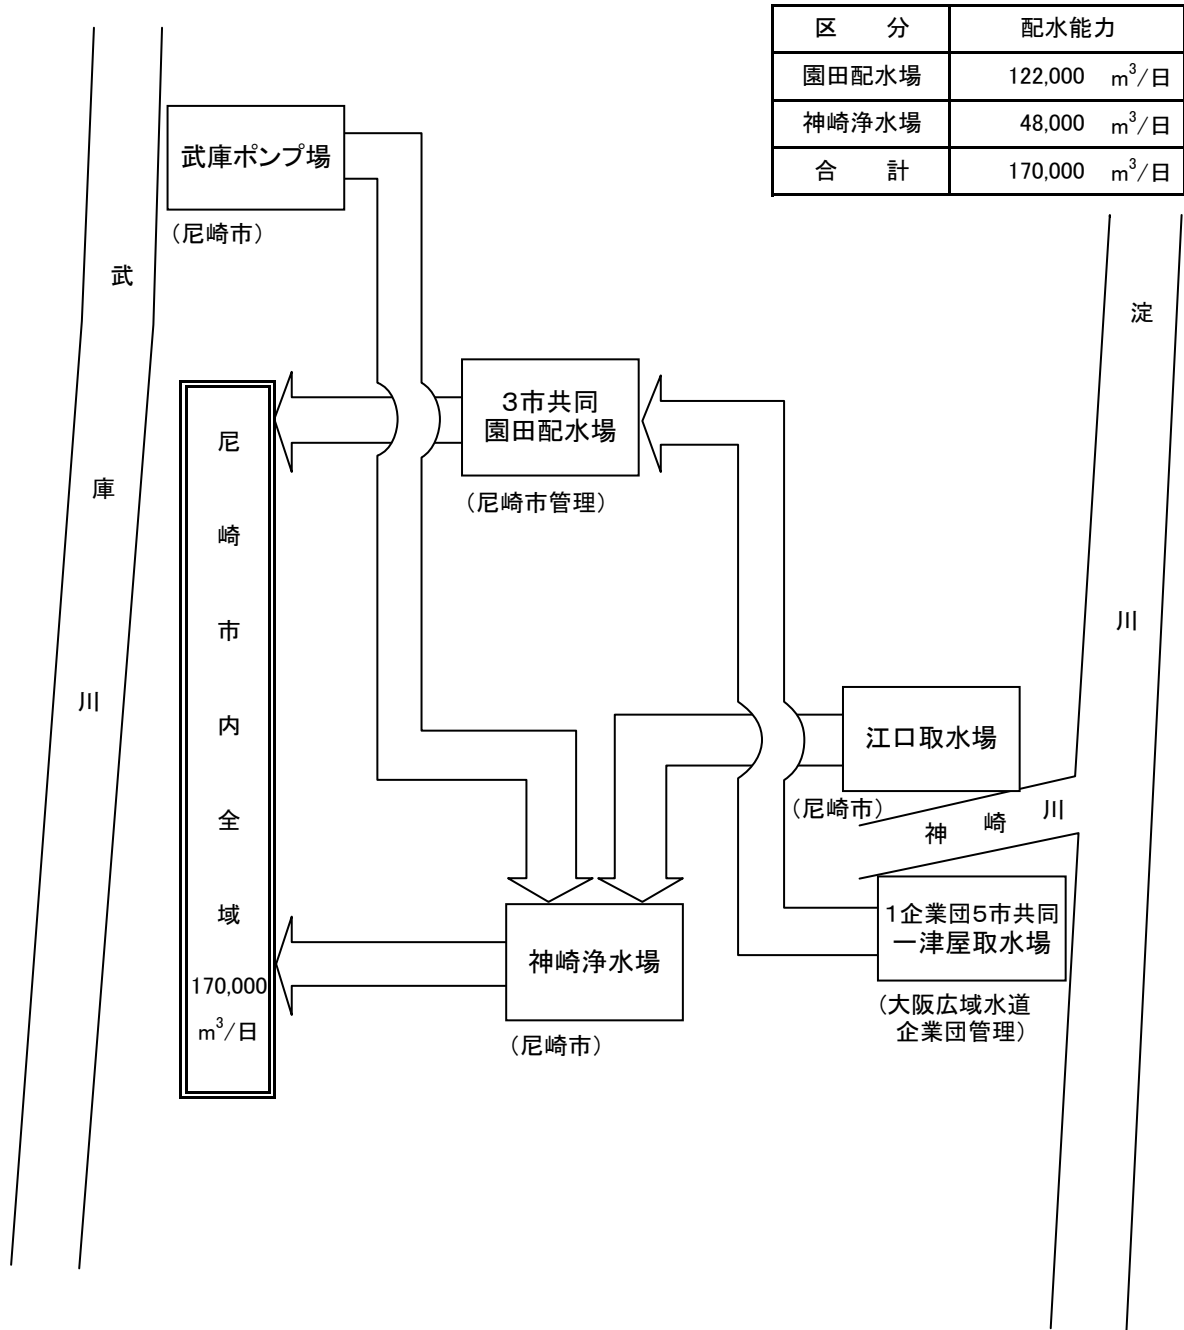 区　分　配水能力
園田配水場　122,000　m³/日
神崎浄水場　48,000　m³/日
合　計　170,000　m³/日
武庫ポンプ場
（尼崎市）
武庫川
淀川
3市共同
園田配水場
（尼崎市管理）
尼崎市内全域
170,000
m³/日
江口取水場
（尼崎市）
神崎川
1企業団5市共同
一津屋取水場
（大阪広域水道
企業団管理）
神崎浄水場
（尼崎市）